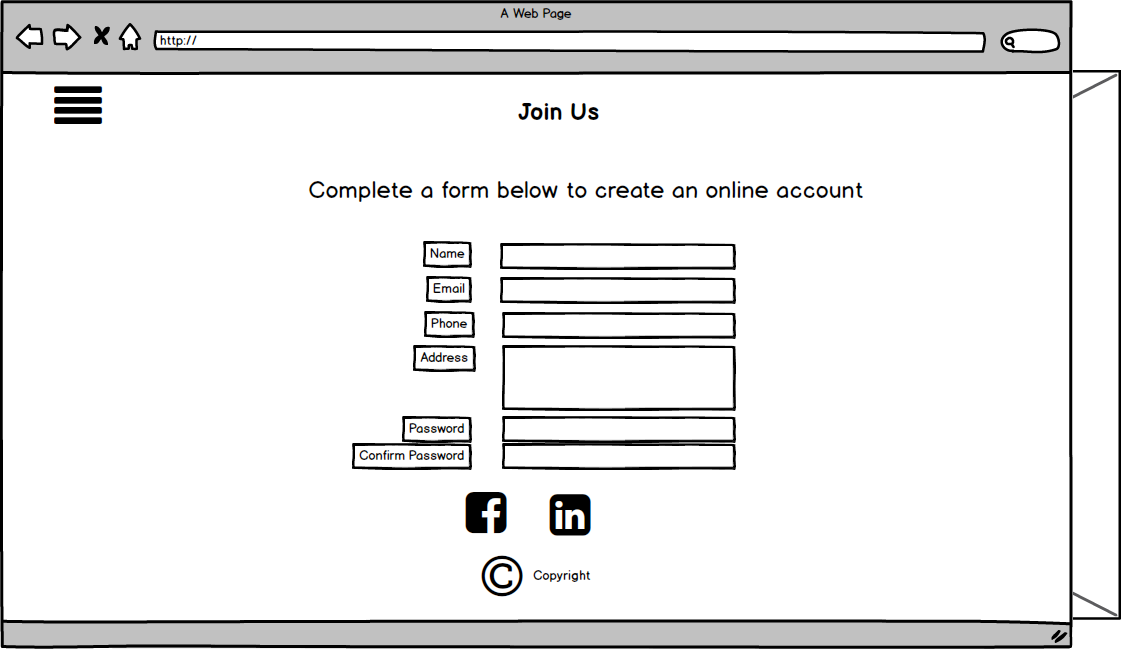 A Web Page
http://
Join Us
Complete a form below to create an online account
Name
Email
Phone
Address
Password
Confirm Password
f
in
© Copyright